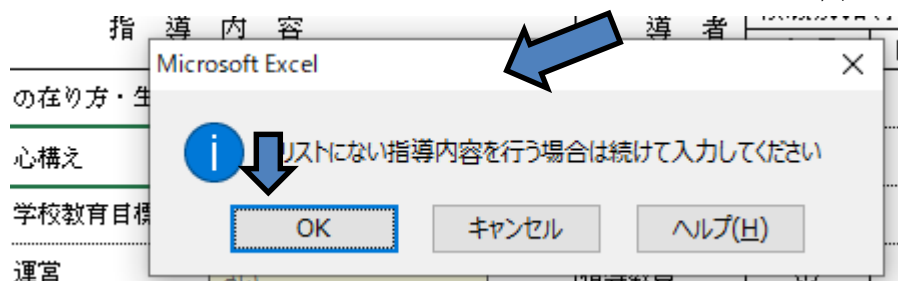 指 導 内 容
導 者
Microsoft Excel
の在り方・生
リストにない指導内容を行う場合は続けて入力してください
心構え
学校教育目標
OK キャンセル ヘルプ(H)
運営